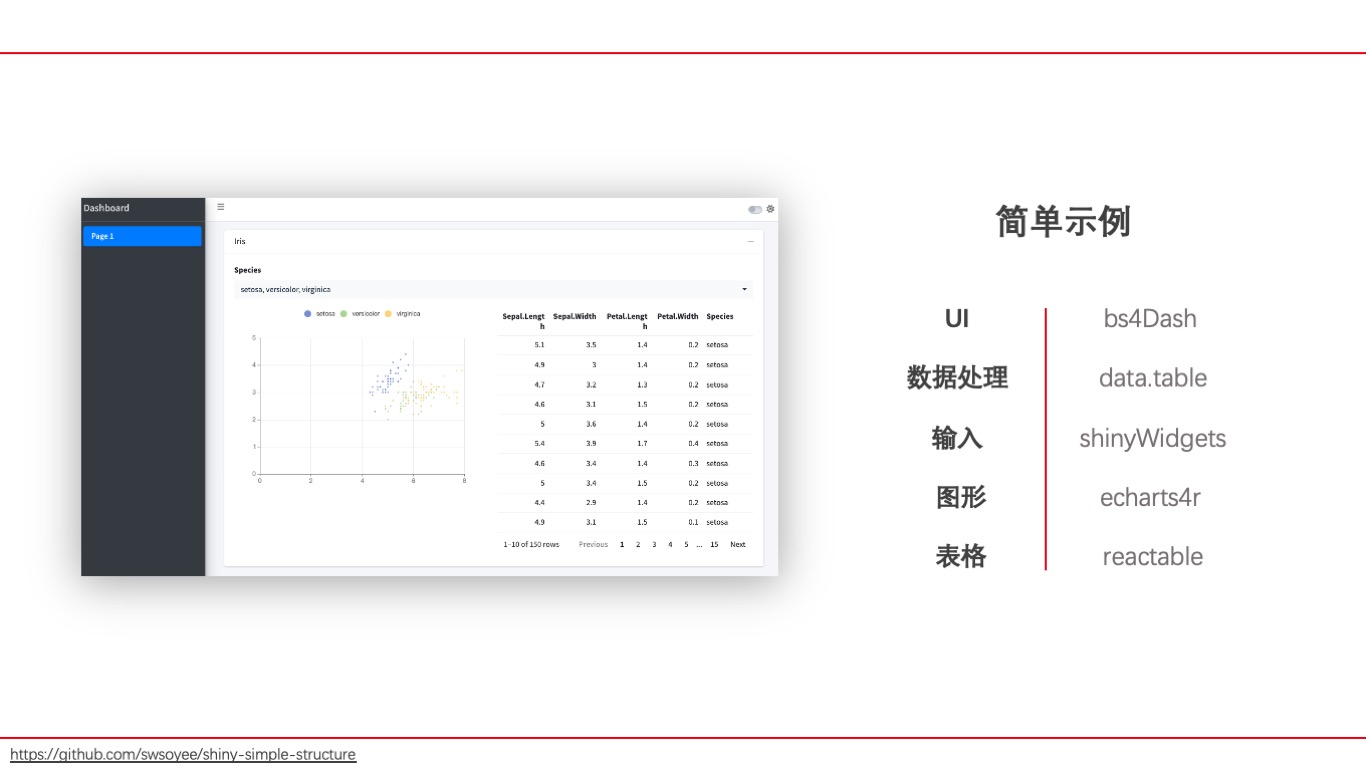 Dashboard
Page 1
Iris
Species
setosa, versicolor, virginica
setosa versicolor virginica
5
4
3
2
1
0
0 2 4 6 8
Sepal.Lengt
h Sepal.Width Petal.Lengt
h Petal.Width Species
5.1 3.5 1.4 0.2 setosa
4.9 3 1.4 0.2 setosa
4.7 3.2 1.3 0.2 setosa
4.6 3.1 1.5 0.2 setosa
5 3.6 1.4 0.2 setosa
5.4 3.9 1.7 0.4 setosa
4.6 3.4 1.4 0.3 setosa
5 3.4 1.5 0.2 setosa
4.4 2.9 1.4 0.2 setosa
4.9 3.1 1.5 0.1 setosa
1–10 of 150 rows Previous 1 2 3 4 5 ... 15 Next
简单示例
UI bs4Dash
数据处理 data.table
输入 shinyWidgets
图形 echarts4r
表格 reactable
https://github.com/swsoyee/shiny-simple-structure